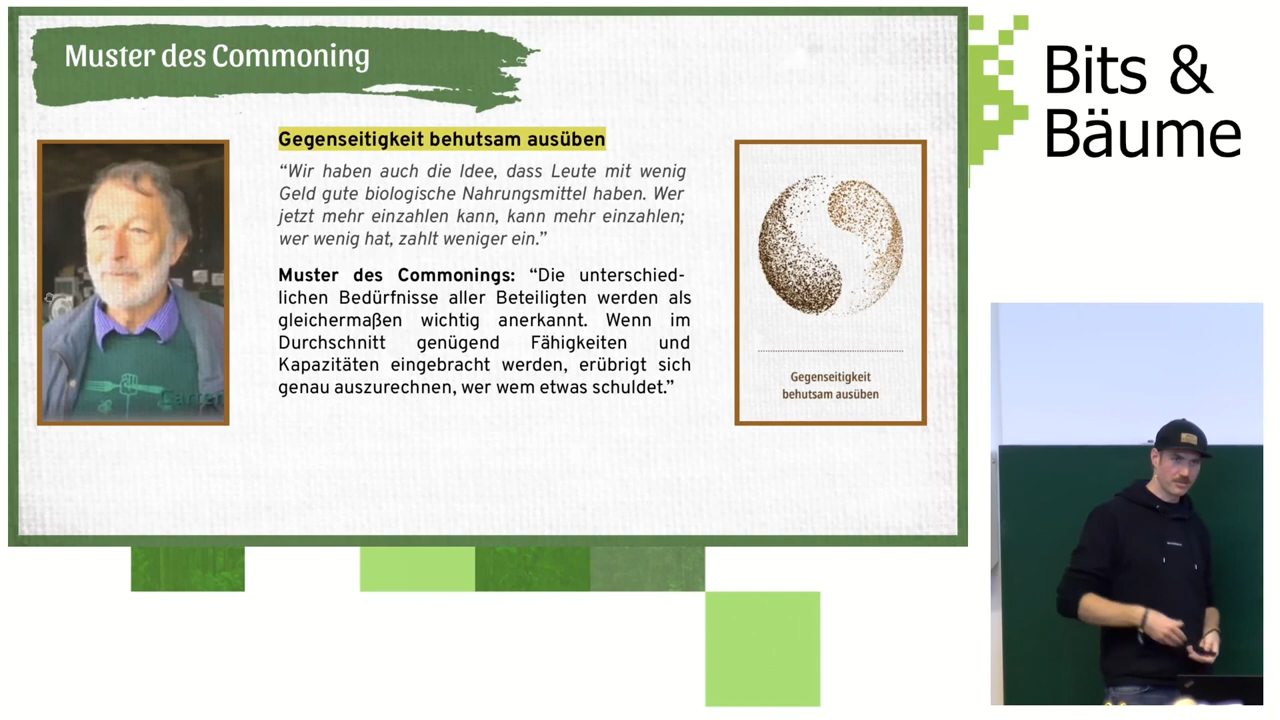 Muster des Commoning
Gegenseitigkeit behutsam ausüben
“Wir haben auch die Idee, dass Leute mit wenig
Geld gute biologische Nahrungsmittel haben. Wer
jetzt mehr einzahlen kann, kann mehr einzahlen;
wer wenig hat, zahlt weniger ein.”
Muster des Commonings: “Die unterschied-
lichen Bedürfnisse aller Beteiligten werden als
gleichermaßen wichtig anerkannt. Wenn im
Durchschnitt genügend Fähigkeiten und
Kapazitäten eingebracht werden, erübrigt sich
genau auszurechnen, wer wem etwas schuldet.”
Gegenseitigkeit
behutsam ausüben
Bits &
Bäume